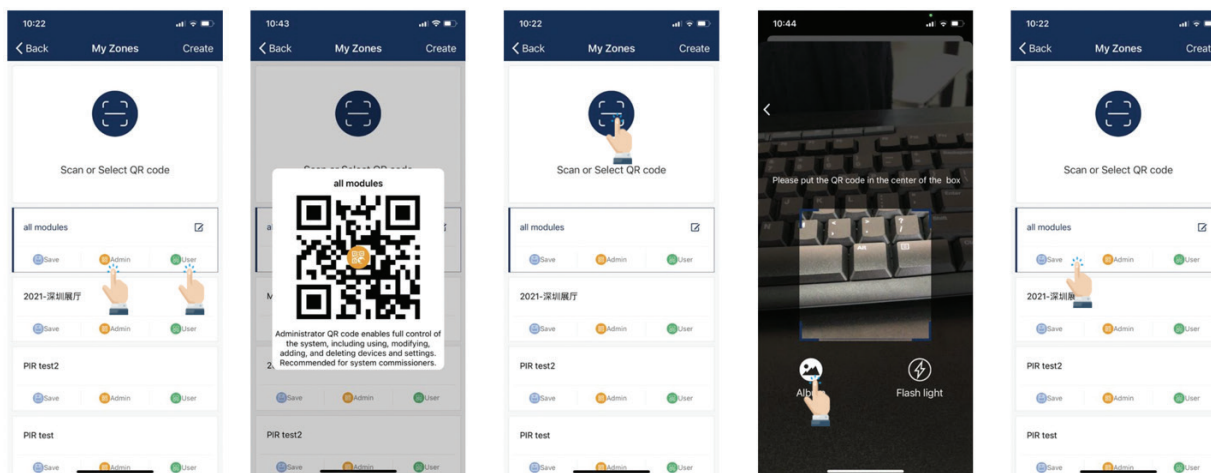 10:22
Back My Zones Create
Scan or Select QR code
all modules
Save Admin User
2021-深圳展厅
Save Admin User
PIR test2
Save Admin User
PIR test
Save Admin User
10:43
Back My Zones Create
all modules
Administrator QR code enables full control of
the system, including using, modifying,
adding, and deleting devices and settings.
Recommended for system commissioners.
Save Admin User
PIR test2
Save Admin User
10:22
Back My Zones Create
Scan or Select QR code
all modules
Save Admin User
2021-深圳展厅
Save Admin User
PIR test2
Save Admin User
PIR test
Save Admin User
10:44
Please put the QR code in the center of the box
Flash light
10:22
Back My Zones
Scan or Select QR code
all modules
Save User
2021-深圳展
Save Admin User
PIR test2
Save Admin User
PIR test
Save Admin User